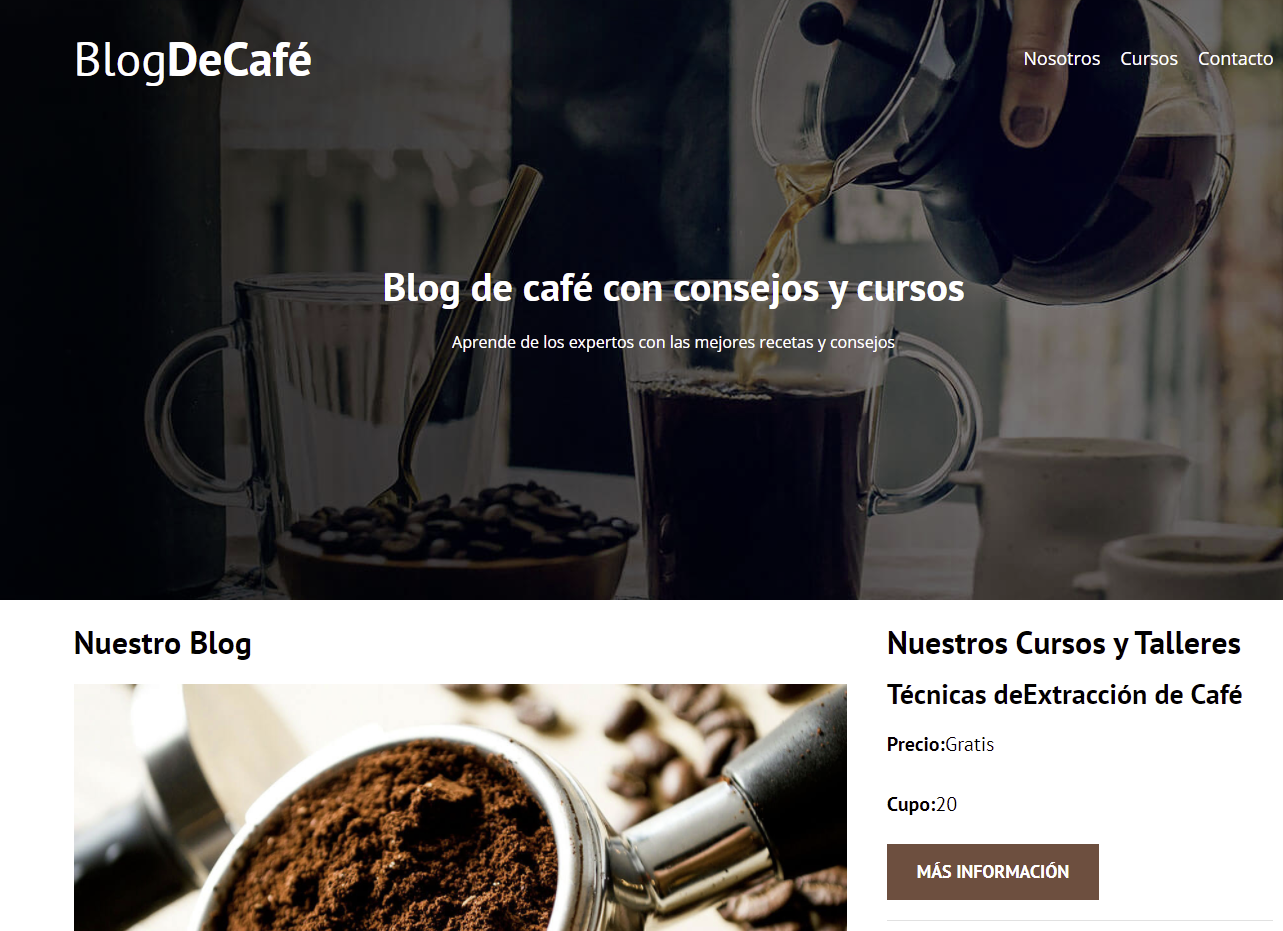 BlogDeCafé
Nosotros Cursos Contacto
Blog de café con consejos y cursos
Aprende de los expertos con las mejores recetas y consejos
Nuestro Blog
Nuestros Cursos y Talleres
Técnicas deExtracción de Café
Precio:Gratis
Cupo:20
MÁS INFORMACIÓN